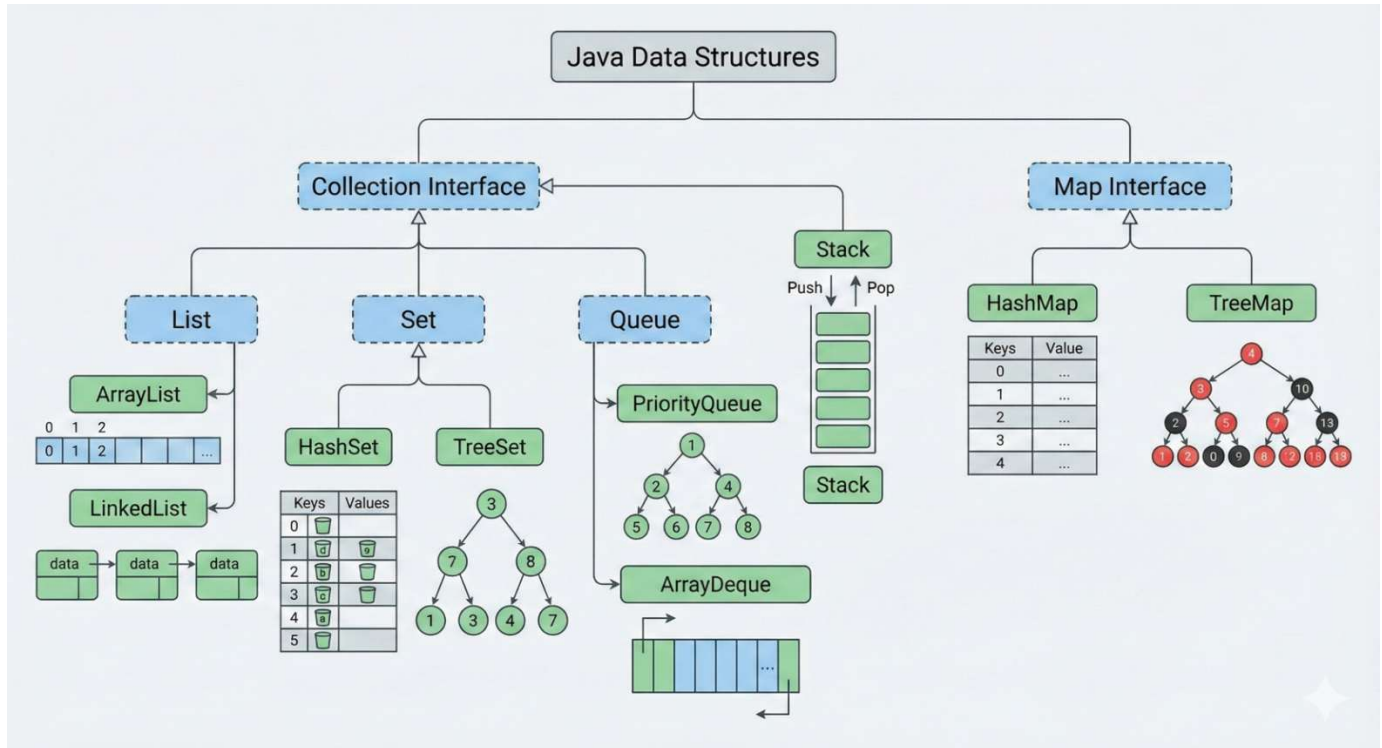 Java Data Structures
Collection Interface
Map Interface
Stack
Push
Pop
Stack
List
Set
Queue
ArrayList
0 1 2
0 1 2 ...
LinkedList
data data data
HashSet
TreeSet
Keys Values
0
1 d
2 b
3 c
4 a
5
3
7 8
1 3 4 7
PriorityQueue
1
2 4
5 6 7 8
ArrayDeque
...
HashMap
TreeMap
Keys Value
0 ...
1 ...
2 ...
3 ...
4 ...
4
3 10
2 5 7 13
1 2 0 9 8 12 18 19